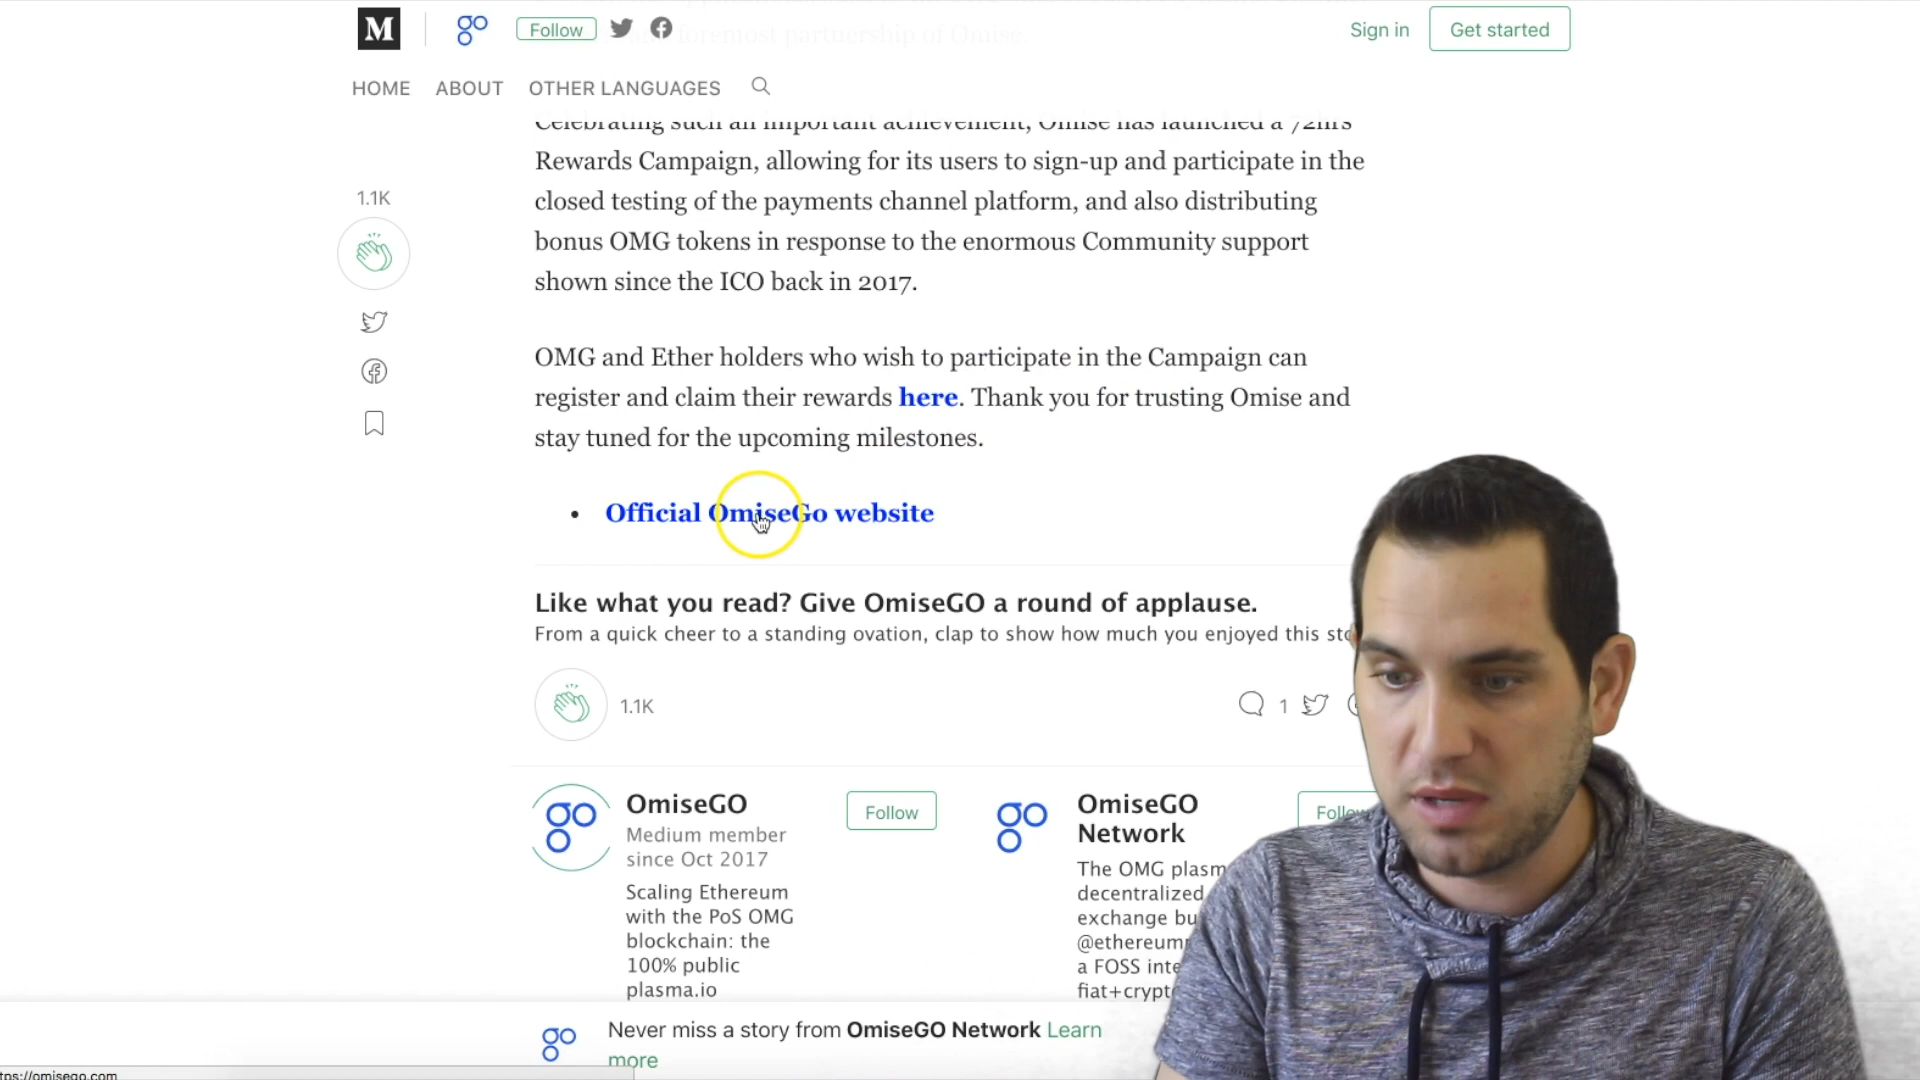 M
go
Follow
foremost partnership of Omise.
Sign in
Get started
HOME ABOUT OTHER LANGUAGES
Celebrating such an important achievement, Omise has launched a 72hrs
Rewards Campaign, allowing for its users to sign-up and participate in the
closed testing of the payments channel platform, and also distributing
bonus OMG tokens in response to the enormous Community support
shown since the ICO back in 2017.
1.1K
OMG and Ether holders who wish to participate in the Campaign can
register and claim their rewards here. Thank you for trusting Omise and
stay tuned for the upcoming milestones.
• Official OmiseGo website
Like what you read? Give OmiseGO a round of applause.
From a quick cheer to a standing ovation, clap to show how much you enjoyed this sto
1.1K
1
OmiseGO
Medium member
since Oct 2017
Scaling Ethereum
with the PoS OMG
blockchain: the
100% public
plasma.io
Follow
OmiseGO
Network
The OMG plasm
decentralized
exchange bu
@ethereum
a FOSS inte
fiat+crypt
Follow
Never miss a story from OmiseGO Network Learn
more
tps://omisego.com